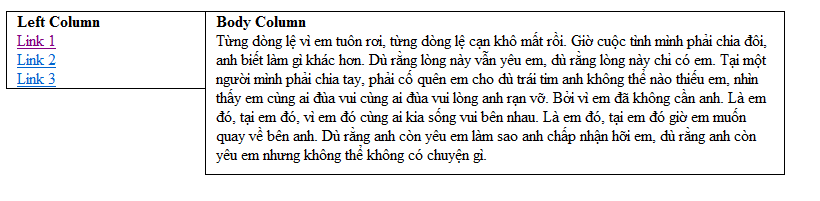 Left Column
Link 1
Link 2
Link 3
Body Column
Từng dòng lệ vì em tuôn rơi, từng dòng lệ cạn khô mất rồi. Giờ cuộc tình mình phải chia đôi,
anh biết làm gì khác hơn. Dù rằng lòng này vẫn yêu em, dù rằng lòng này chỉ có em. Tại một
người mình phải chia tay, phải cố quên em cho dù trái tim anh không thể nào thiếu em, nhìn
thấy em cùng ai đùa vui cùng ai đùa vui lòng anh rạn vỡ. Bởi vì em đã không cần anh. Là em
đó, tại em đó, vì em đó cùng ai kia sống vui bên nhau. Là em đó, tại em đó giờ em muốn
quay về bên anh. Dù rằng anh còn yêu em làm sao anh chấp nhận hỡi em, dù rằng anh còn
yêu em nhưng không thể không có chuyện gì.